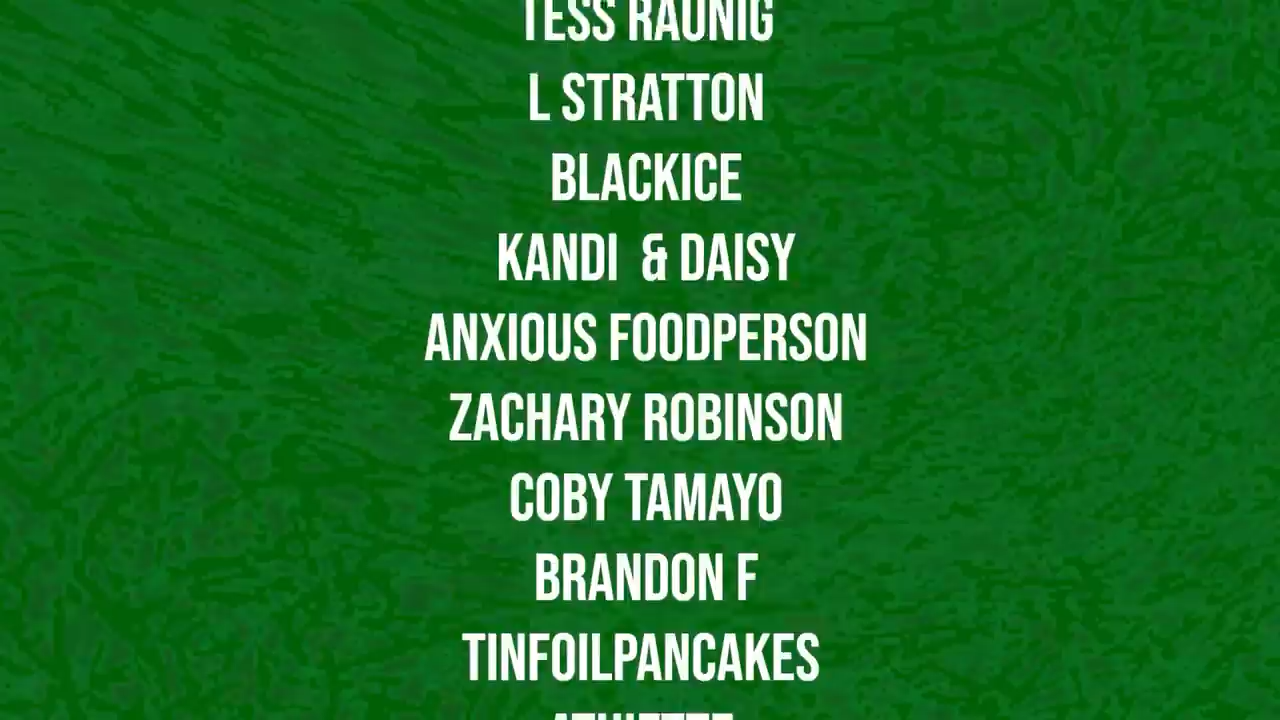 TESS RAUNIG
L STRATTON
BLACKICE
KANDI  & DAISY
ANXIOUS FOODPERSON
ZACHARY ROBINSON
COBY TAMAYO
BRANDON F
TINFOILPANCAKES